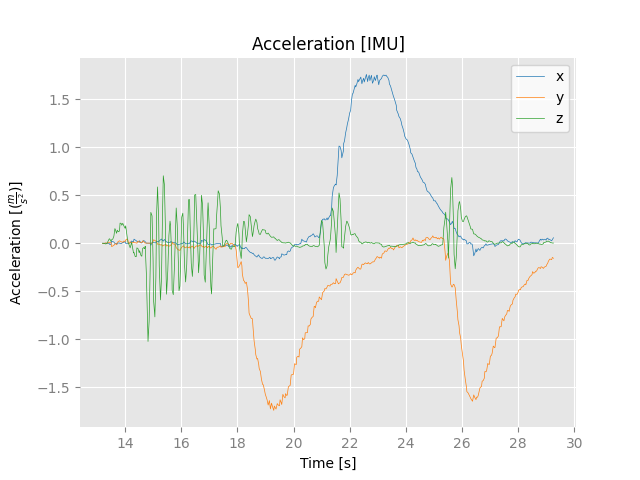 Acceleration [IMU]
x
y
z
1.5
1.0
0.5
0.0
−0.5
−1.0
−1.5
Acceleration [(m/s²)]
14 16 18 20 22 24 26 28 30
Time [s]